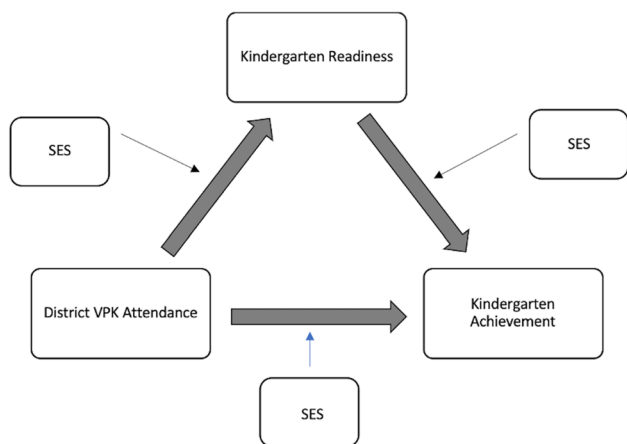 Kindergarten Readiness
SES
SES
District VPK Attendance
Kindergarten
Achievement
SES